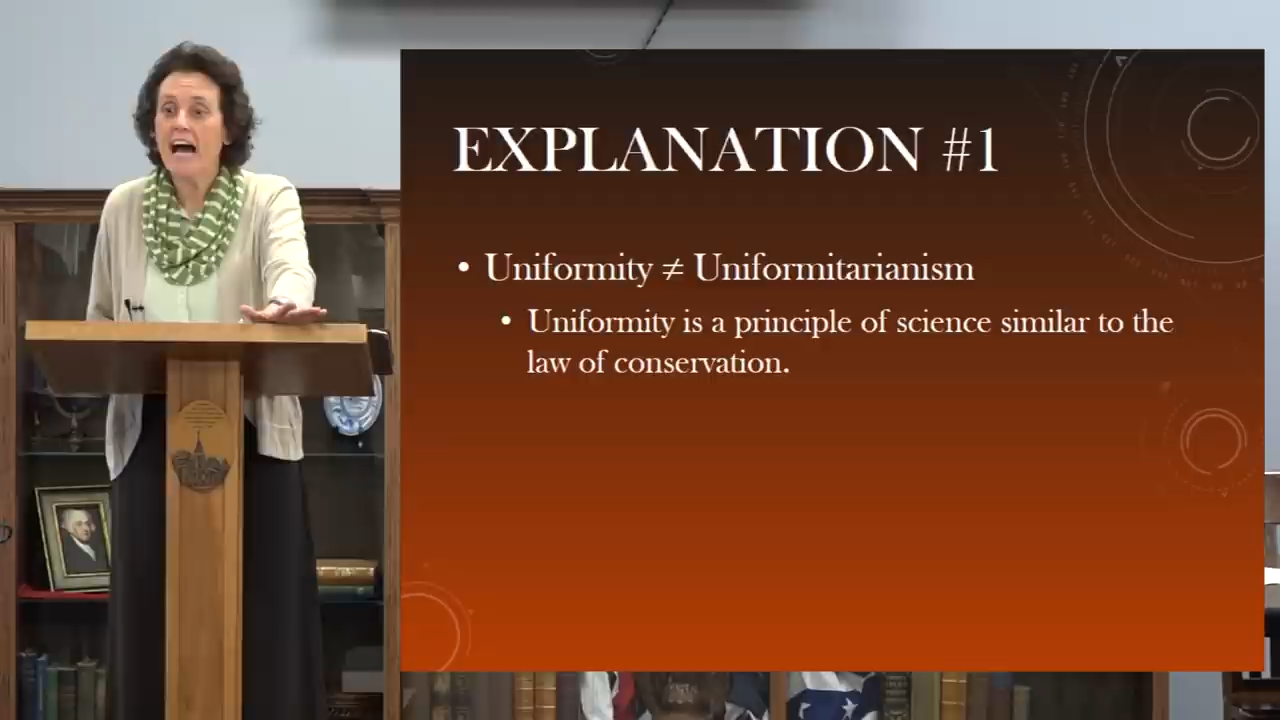 EXPLANATION #1
• Uniformity ≠ Uniformitarianism
• Uniformity is a principle of science similar to the
law of conservation.